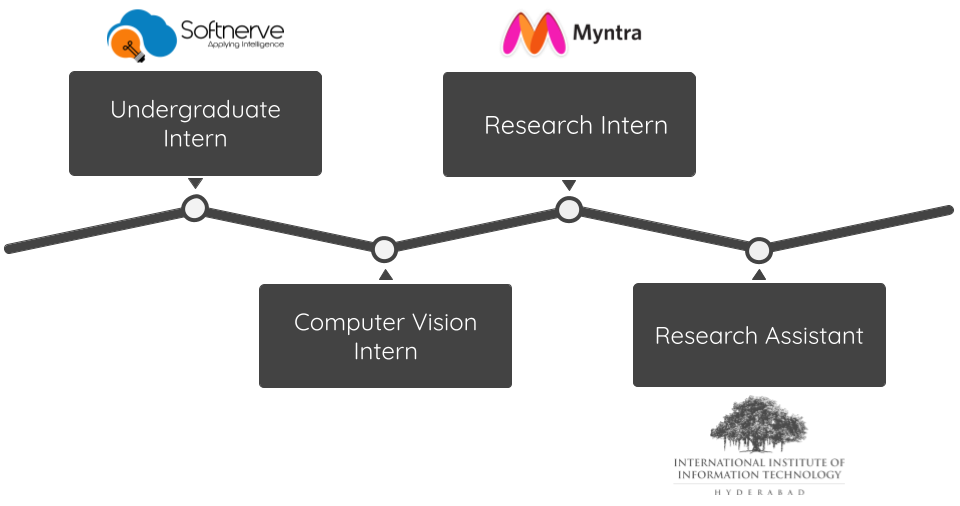 Softnerve
Applying Intelligence
Myntra
Undergraduate
Intern
Research Intern
Computer Vision
Intern
Research Assistant
INTERNATIONAL INSTITUTE OF
INFORMATION TECHNOLOGY
HYDERABAD